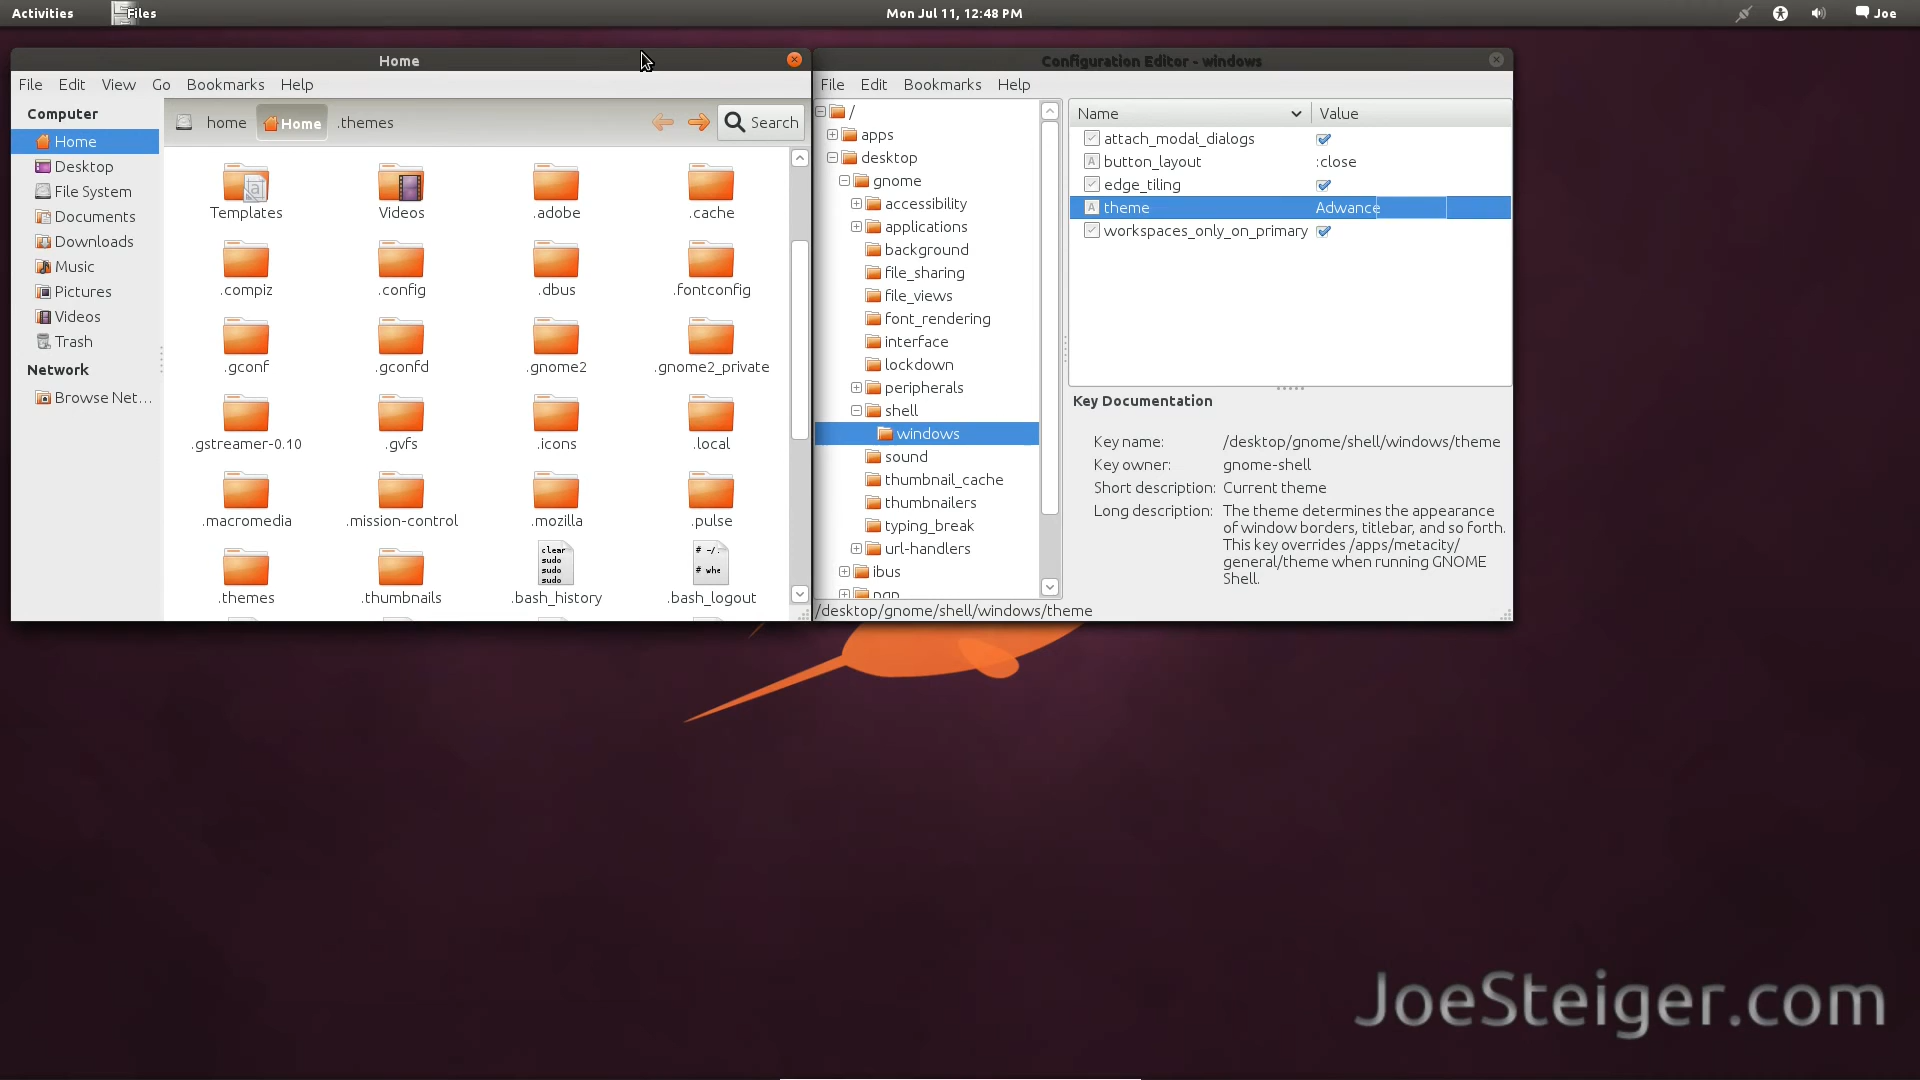 Activities Files Mon Jul 11, 12:48 PM Joe
Home
File Edit View Go Bookmarks Help
Computer
Home
Desktop
File System
Documents
Downloads
Music
Pictures
Videos
Trash
Network
Browse Net...
home Home .themes Search
Templates Videos .adobe .cache
.compiz .config .dbus .fontconfig
.gconf .gconfd .gnome2 .gnome2_private
.gstreamer-0.10 .gvfs .icons .local
.macromedia .mission-control .mozilla .pulse
clear
sudo
sudo
sudo
# ~/.
# whe
.themes .thumbnails .bash_history .bash_logout
Configuration Editor - windows
File Edit Bookmarks Help
/
apps
desktop
gnome
accessibility
applications
background
file_sharing
file_views
font_rendering
interface
lockdown
peripherals
shell
windows
sound
thumbnail_cache
thumbnailers
typing_break
url-handlers
ibus
Name Value
attach_modal_dialogs
button_layout :close
edge_tiling
theme Adwance
workspaces_only_on_primary
Key Documentation
Key name: /desktop/gnome/shell/windows/theme
Key owner: gnome-shell
Short description: Current theme
Long description: The theme determines the appearance
of window borders, titlebar, and so forth.
This key overrides /apps/metacity/
general/theme when running GNOME
Shell.
/desktop/gnome/shell/windows/theme
JoeSteiger.com